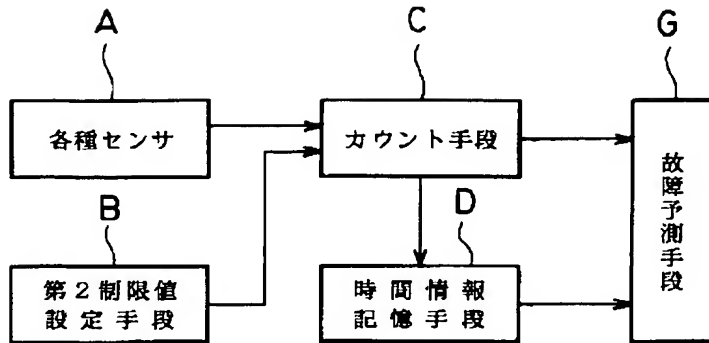 A
C
G
各種センサ
カウント手段
故障予測手段
B
D
第2制限値
設定手段
時間情報
記憶手段